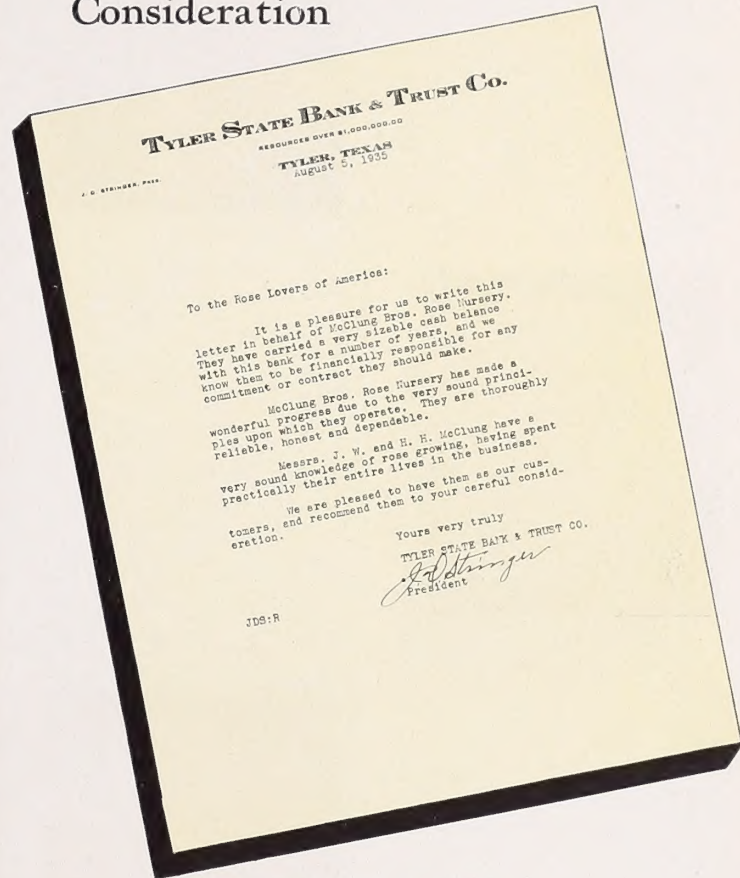 Consideration
TYLER STATE BANK & TRUST CO.
RESOURCES OVER $1,000,000.00
TYLER, TEXAS
August 5, 1935
J. D. STRINGER, PRES.
To the Rose Lovers of America:
It is a pleasure for us to write this
letter in behalf of McClung Bros. Rose Nursery.
They have carried a very sizable cash balance
with this bank for a number of years, and we
know them to be financially responsible for any
commitment or contract they should make.
McClung Bros. Rose Nursery has made a
wonderful progress due to the very sound princi-
ples upon which they operate. They are thoroughly
reliable, honest and dependable.
Messrs. J. W. and H. H. McClung have a
very sound knowledge of rose growing, having spent
practically their entire lives in the business.
We are pleased to have them as our cus-
tomers, and recommend them to your careful consid-
eration.
Yours very truly
TYLER STATE BANK & TRUST CO.
J D Stringer
President
JDS:R